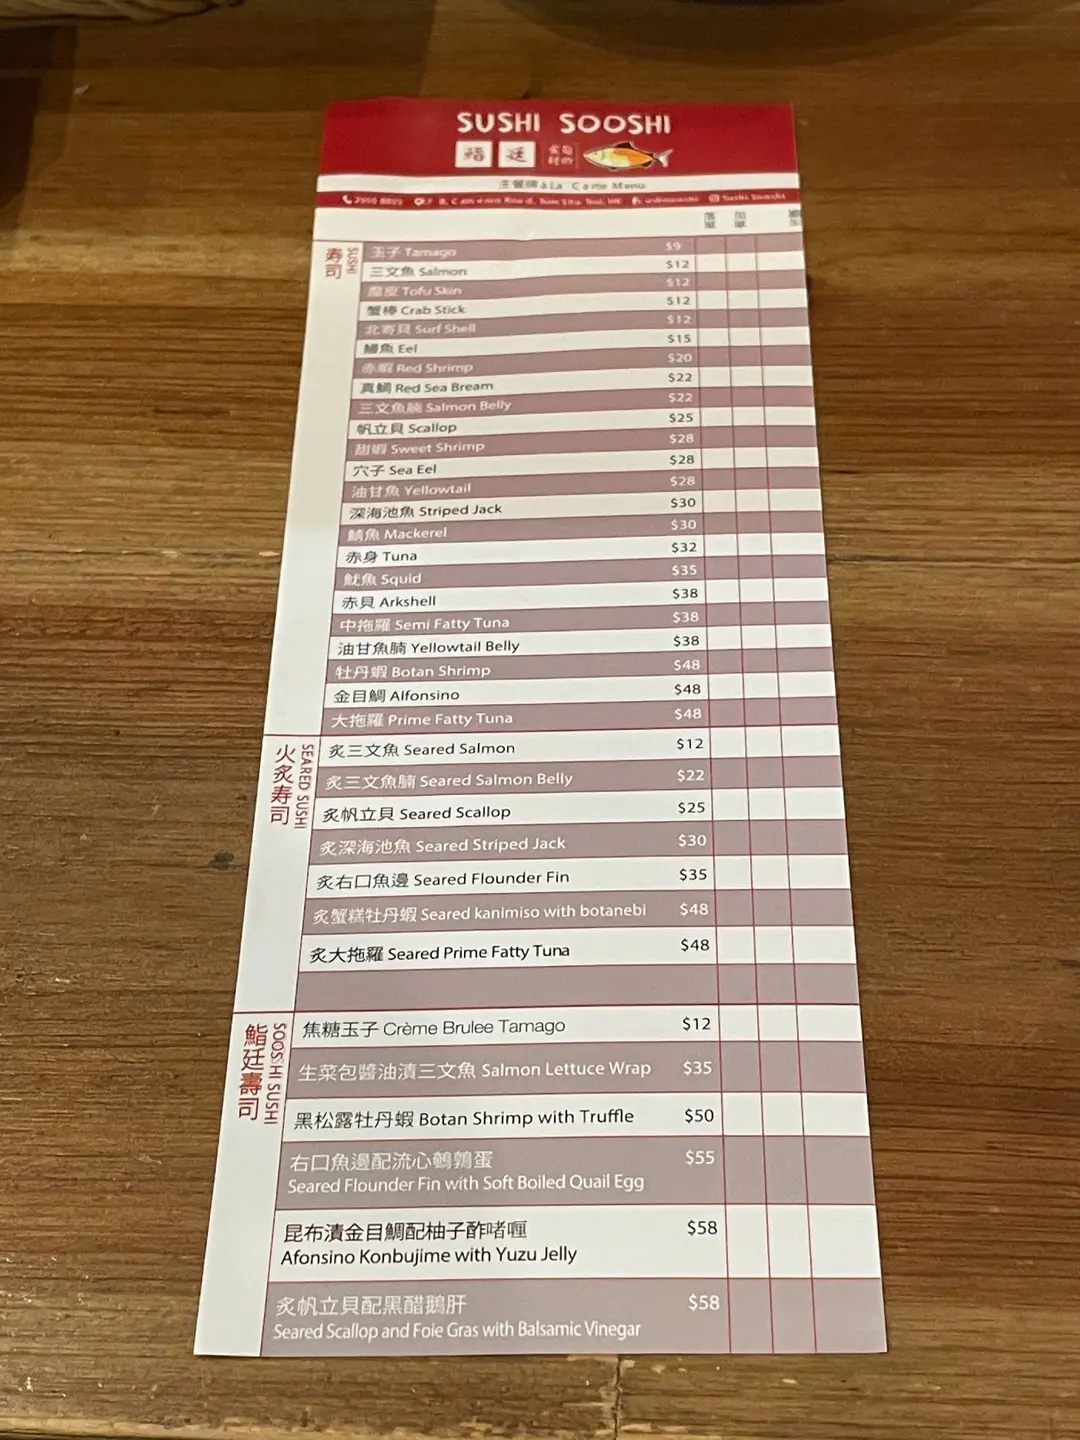 SUSHI SOOSHI
鮨 廷
主餐牌 à La Carte Menu
Sushi Sooshi
寿司 SUSHI
玉子 Tamago $9
三文魚 Salmon $12
腐皮 Tofu Skin $12
蟹棒 Crab Stick $12
北寄貝 Surf Shell $12
鰻魚 Eel $15
赤蝦 Red Shrimp $20
真鯛 Red Sea Bream $22
三文魚腩 Salmon Belly $22
帆立貝 Scallop $25
甜蝦 Sweet Shrimp $28
穴子 Sea Eel $28
油甘魚 Yellowtail $28
深海池魚 Striped Jack $30
鯖魚 Mackerel $30
赤身 Tuna $32
魷魚 Squid $35
赤貝 Arkshell $38
中拖羅 Semi Fatty Tuna $38
油甘魚腩 Yellowtail Belly $38
牡丹蝦 Botan Shrimp $48
金目鯛 Alfonsino $48
大拖羅 Prime Fatty Tuna $48
火炙寿司 SEARED SUSHI
炙三文魚 Seared Salmon $12
炙三文魚腩 Seared Salmon Belly $22
炙帆立貝 Seared Scallop $25
炙深海池魚 Seared Striped Jack $30
炙右口魚邊 Seared Flounder Fin $35
炙蟹糕牡丹蝦 Seared kanimiso with botanebi $48
炙大拖羅 Seared Prime Fatty Tuna $48
鮨廷壽司 SOOSHI SUSHI
焦糖玉子 Crème Brulee Tamago $12
生菜包醬油漬三文魚 Salmon Lettuce Wrap $35
黑松露牡丹蝦 Botan Shrimp with Truffle $50
右口魚邊配流心鵪鶉蛋 $55
Seared Flounder Fin with Soft Boiled Quail Egg
昆布漬金目鯛配柚子酢啫喱 $58
Afonsino Konbujime with Yuzu Jelly
炙帆立貝配黑醋鵝肝 $58
Seared Scallop and Foie Gras with Balsamic Vinegar